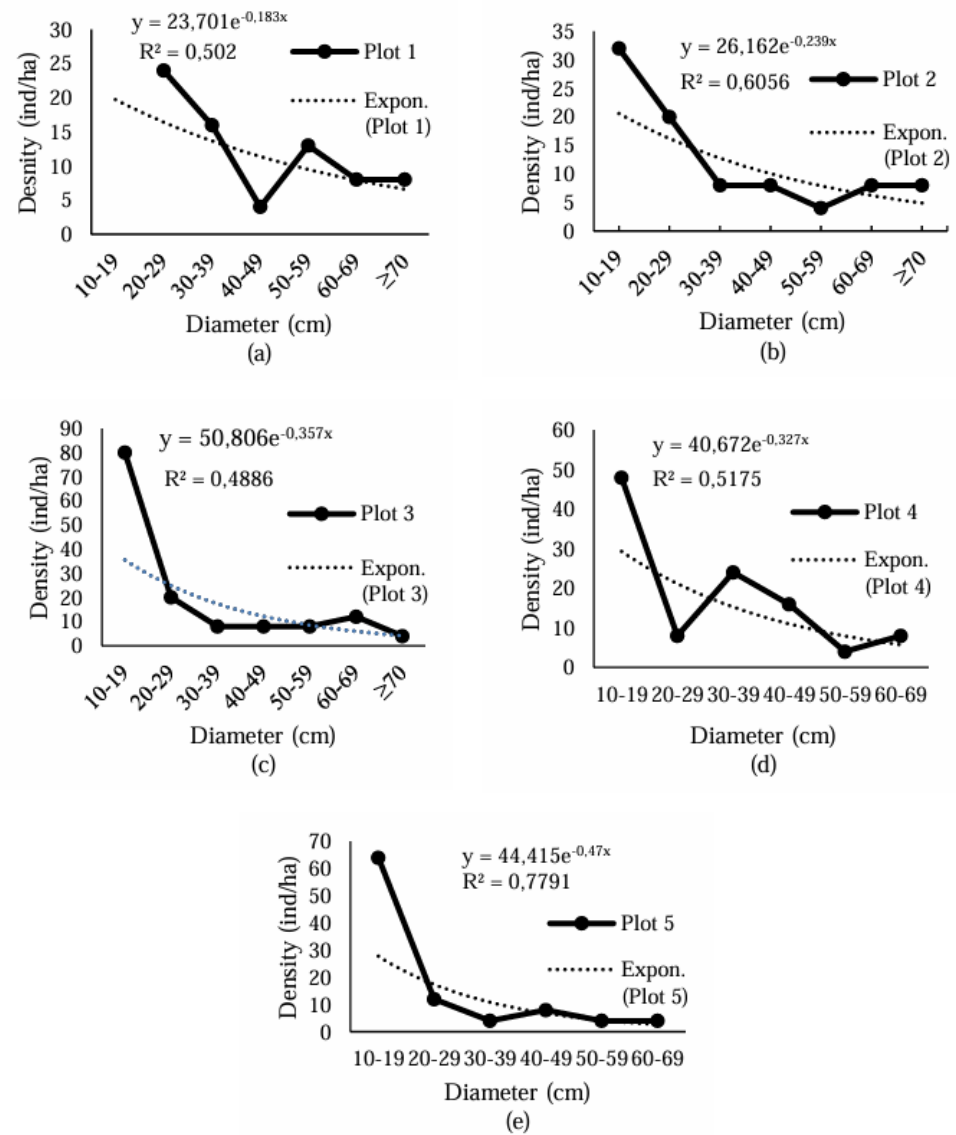 y = 23,701e-0,183x
R² = 0,502
Plot 1
Expon.
(Plot 1)
Desnity (ind/ha)
30
25
20
15
10
5
0
10-19
20-29
30-39
40-49
50-59
60-69
≥70
Diameter (cm)
(a)
y = 26,162e-0,239x
R² = 0,6056
Plot 2
Expon.
(Plot 2)
Density (ind/ha)
35
30
25
20
15
10
5
0
10-19
20-29
30-39
40-49
50-59
60-69
≥70
Diameter (cm)
(b)
y = 50,806e-0,357x
R² = 0,4886
Plot 3
Expon.
(Plot 3)
Density (ind/ha)
90
80
70
60
50
40
30
20
10
0
10-19
20-29
30-39
40-49
50-59
60-69
≥70
Diameter (cm)
(c)
y = 40,672e-0,327x
R² = 0,5175
Plot 4
Expon.
(Plot 4)
Density (ind/ha)
60
50
40
30
20
10
0
10-19 20-29 30-39 40-49 50-59 60-69
Diameter (cm)
(d)
y = 44,415e-0,47x
R² = 0,7791
Plot 5
Expon.
(Plot 5)
Density (ind/ha)
70
60
50
40
30
20
10
0
10-19 20-29 30-39 40-49 50-59 60-69
Diameter (cm)
(e)